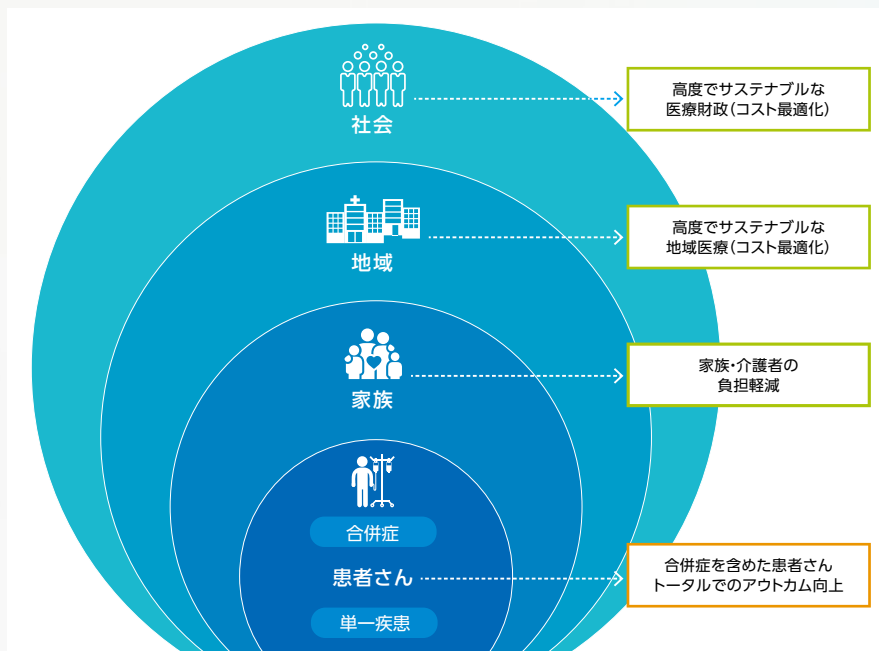 社会
高度でサステナブルな
医療財政(コスト最適化)
地域
高度でサステナブルな
地域医療(コスト最適化)
家族
家族・介護者の
負担軽減
合併症
患者さん
合併症を含めた患者さん
トータルでのアウトカム向上
単一疾患